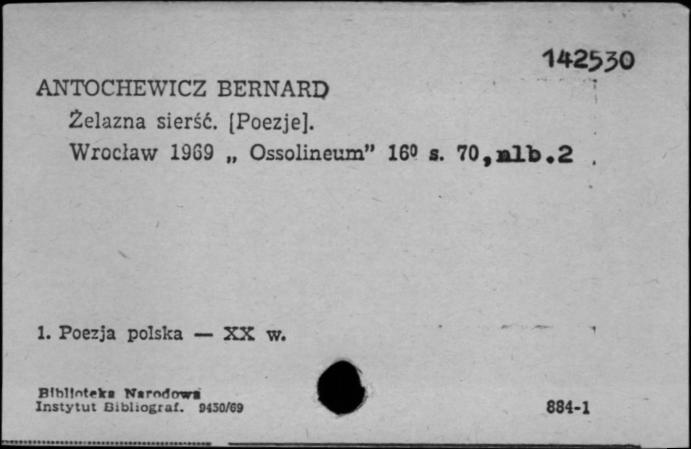 142530
ANTOCHEWICZ BERNARD
Żelazna sierść. [Poezje].
Wrocław 1969 „ Ossolineum” 16⁰ s. 70, nlb.2
1. Poezja polska — XX w.
Biblioteka Narodowa
Instytut Bibliograf. 9430/69
884-1